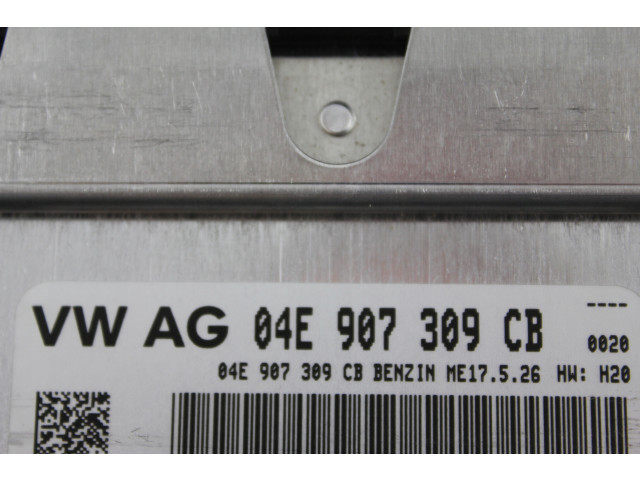 ----
VW AG 04E 907 309 CB 0020
04E 907 309 CB BENZIN ME17.5.26 HW: H20